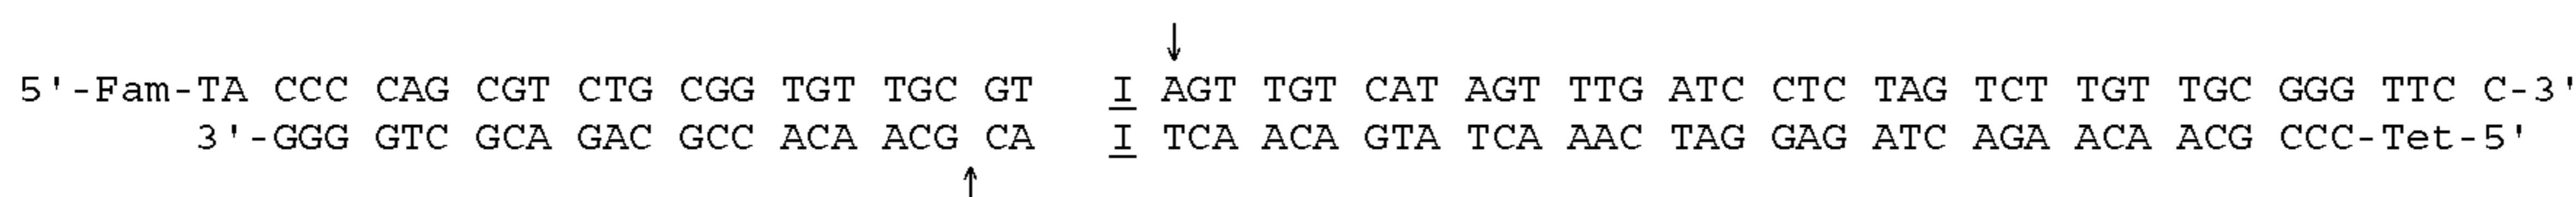 ↓
5'-Fam-TA CCC CAG CGT CTG CGG TGT TGC GT I AGT TGT CAT AGT TTG ATC CTC TAG TCT TGT TGC GGG TTC C-3'
3'-GGG GTC GCA GAC GCC ACA ACG CA I TCA ACA GTA TCA AAC TAG GAG ATC AGA ACA ACG CCC-Tet-5'
↑